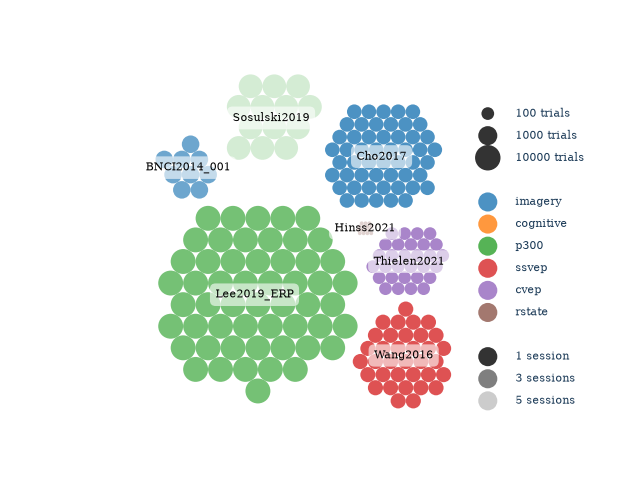 Sosulski2019
BNCI2014_001
Cho2017
Hinss2021
Thielen2021
Lee2019_ERP
Wang2016
100 trials
1000 trials
10000 trials
imagery
cognitive
p300
ssvep
cvep
rstate
1 session
3 sessions
5 sessions